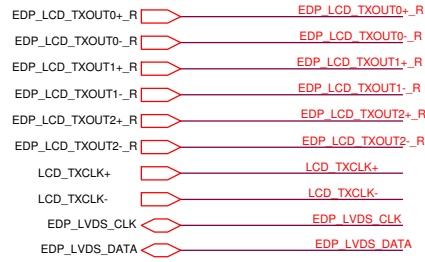 EDP_LCD_TXOUT0+_R EDP_LCD_TXOUT0+_R
EDP_LCD_TXOUT0-_R EDP_LCD_TXOUT0-_R
EDP_LCD_TXOUT1+_R EDP_LCD_TXOUT1+_R
EDP_LCD_TXOUT1-_R EDP_LCD_TXOUT1-_R
EDP_LCD_TXOUT2+_R EDP_LCD_TXOUT2+_R
EDP_LCD_TXOUT2-_R EDP_LCD_TXOUT2-_R
LCD_TXCLK+ LCD_TXCLK+
LCD_TXCLK- LCD_TXCLK-
EDP_LVDS_CLK EDP_LVDS_CLK
EDP_LVDS_DATA EDP_LVDS_DATA